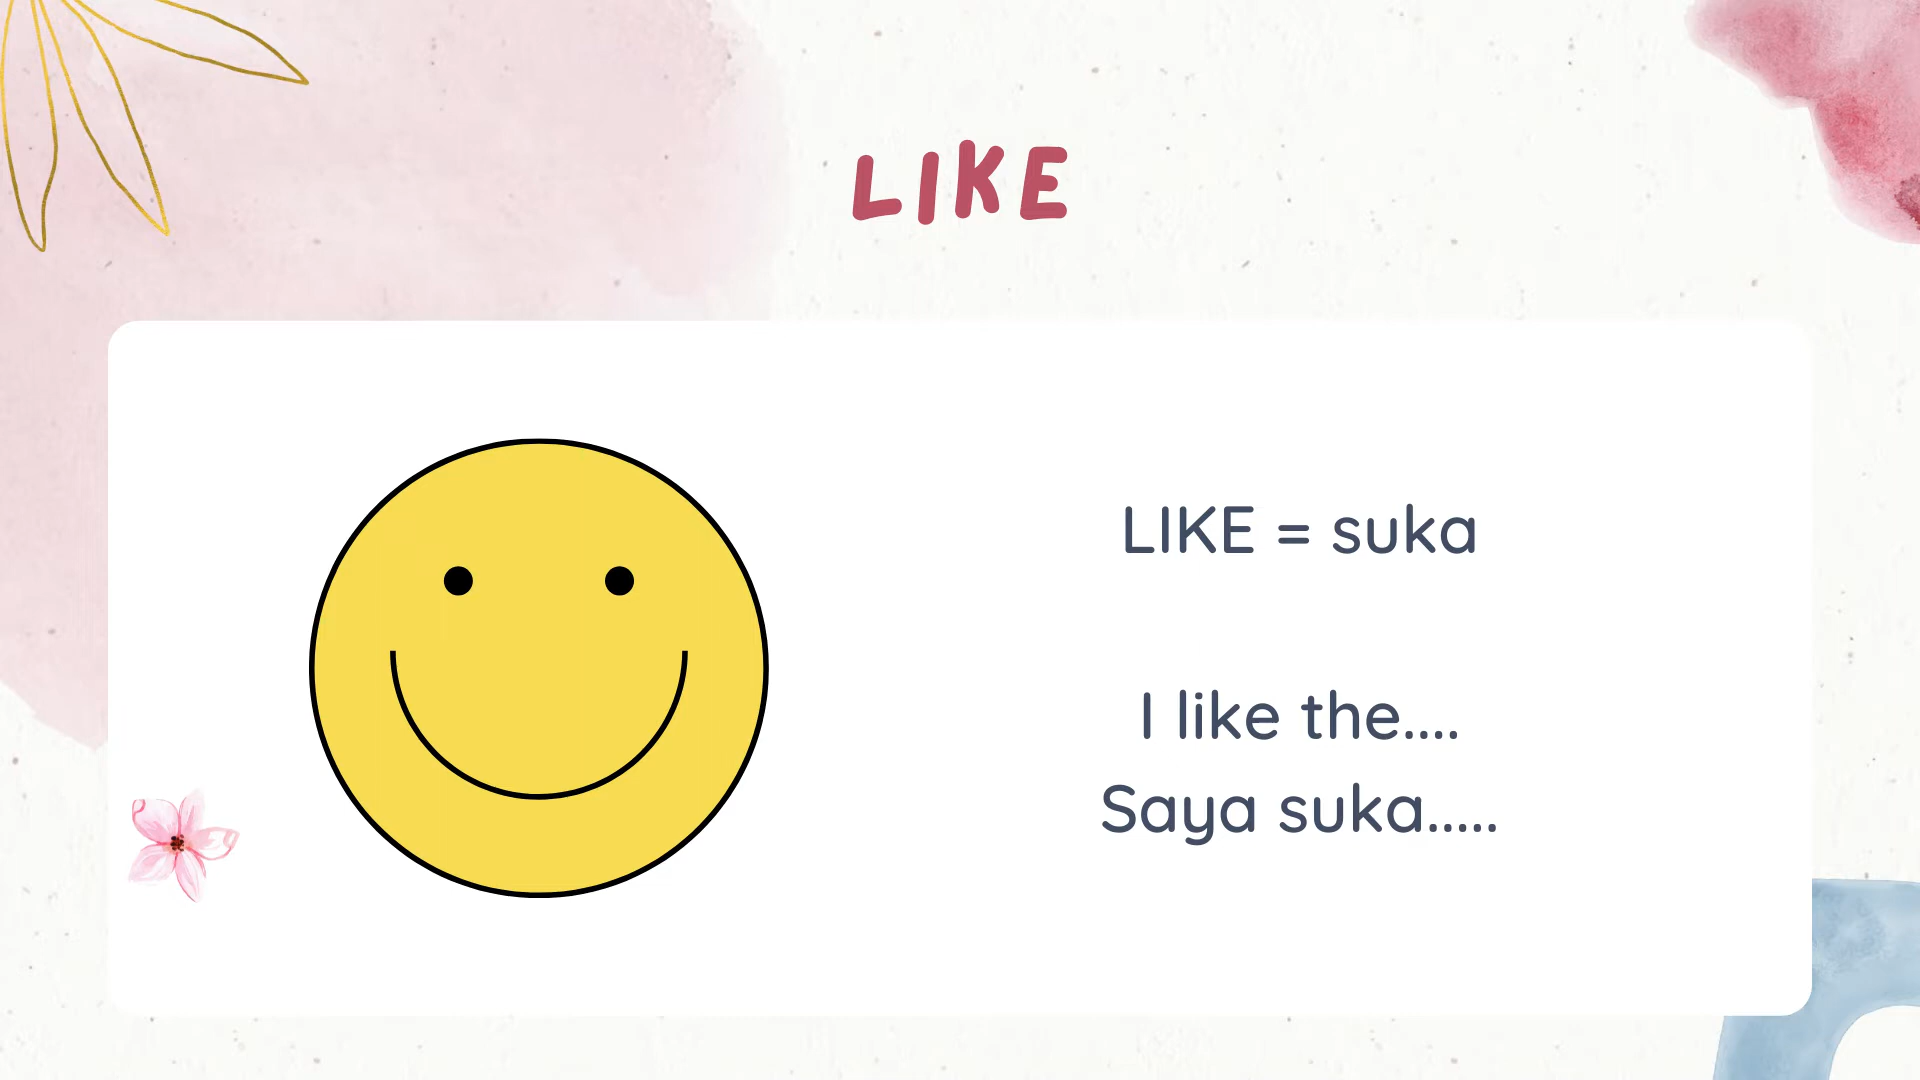 LIKE
LIKE = suka
I like the....
Saya suka.....